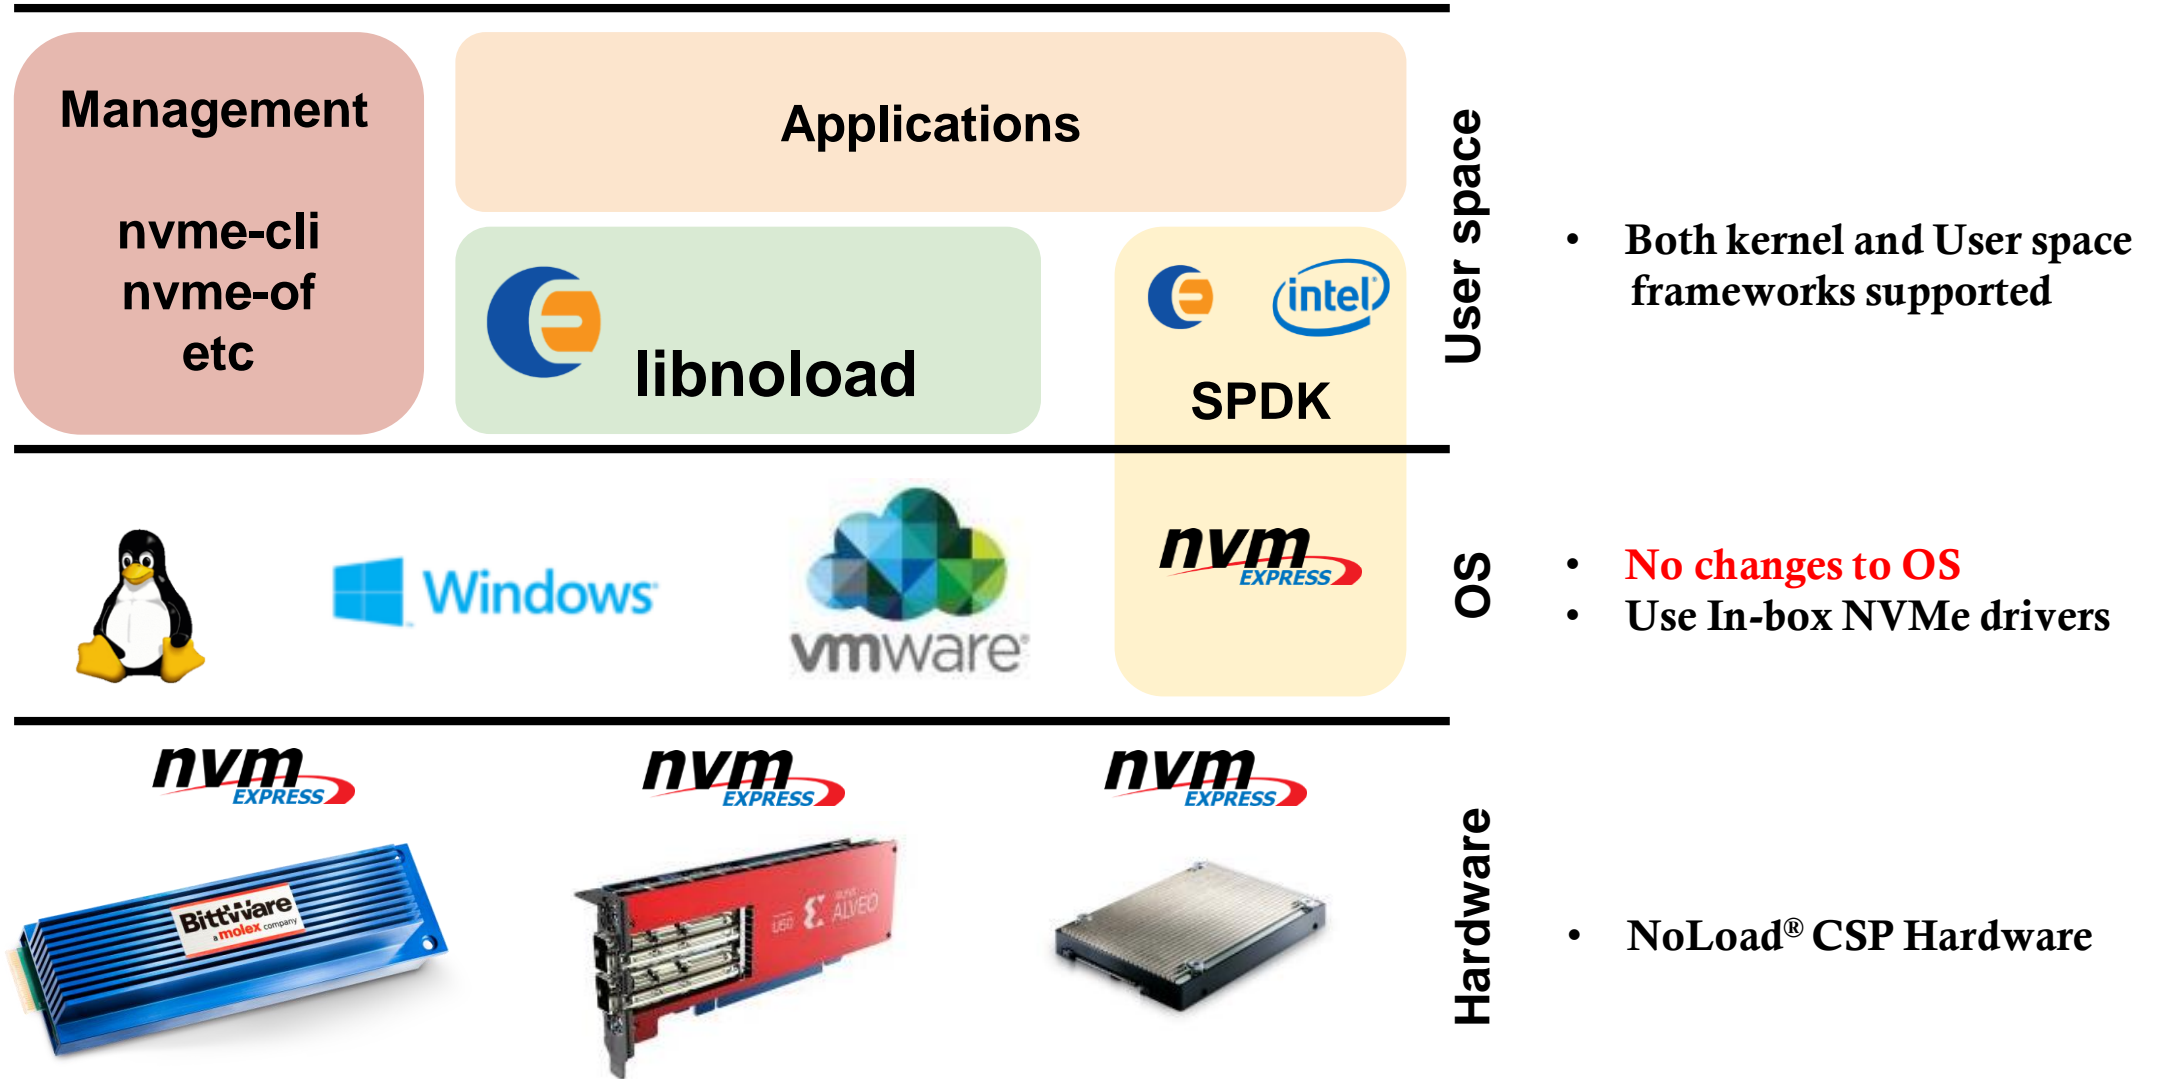 Management
nvme-cli
nvme-of
etc
Applications
libnoload
intel
SPDK
User space
• Both kernel and User space
frameworks supported
Windows
vmware®
nvm
EXPRESS
OS
• No changes to OS
• Use In-box NVMe drivers
nvm
EXPRESS
nvm
EXPRESS
nvm
EXPRESS
BittWare
a molex company
U50
ALVEO
Hardware
• NoLoad® CSP Hardware